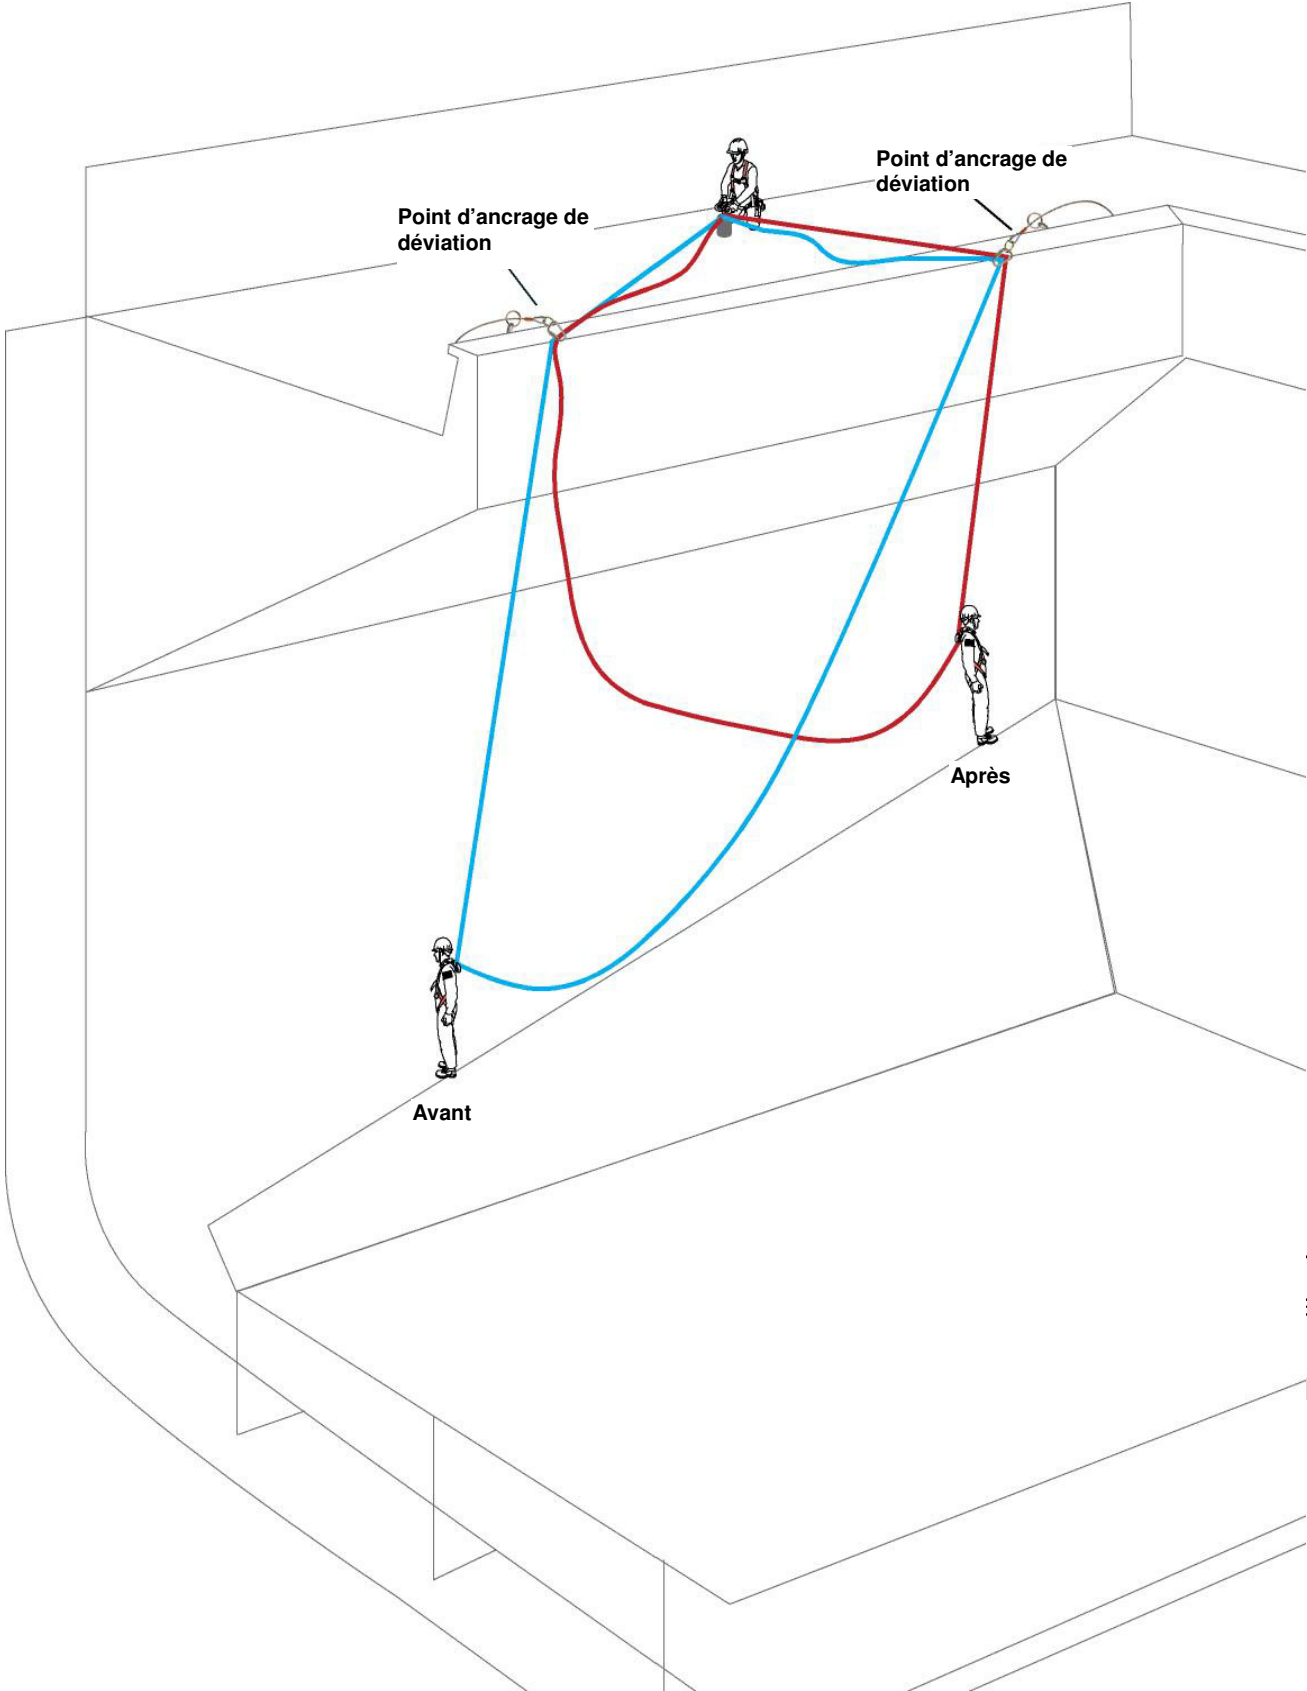 Point d’ancrage de
déviation
Point d’ancrage de
déviation
Après
Avant